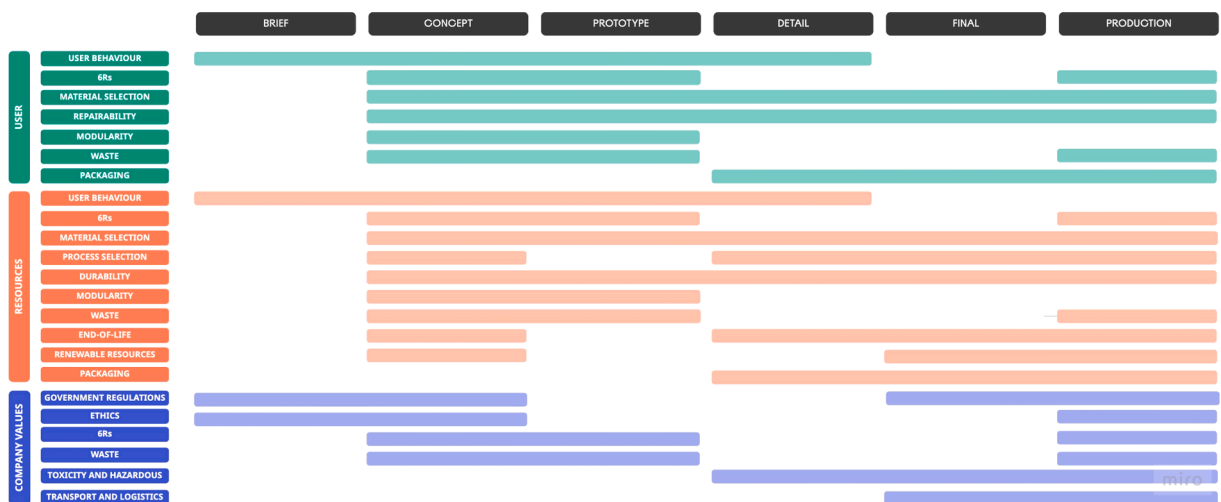 BRIEF CONCEPT PROTOTYPE DETAIL FINAL PRODUCTION
USER
USER BEHAVIOUR
6Rs
MATERIAL SELECTION
REPAIRABILITY
MODULARITY
WASTE
PACKAGING
RESOURCES
USER BEHAVIOUR
6Rs
MATERIAL SELECTION
PROCESS SELECTION
DURABILITY
MODULARITY
WASTE
END-OF-LIFE
RENEWABLE RESOURCES
PACKAGING
COMPANY VALUES
GOVERNMENT REGULATIONS
ETHICS
6Rs
WASTE
TOXICITY AND HAZARDOUS
TRANSPORT AND LOGISTICS
miro